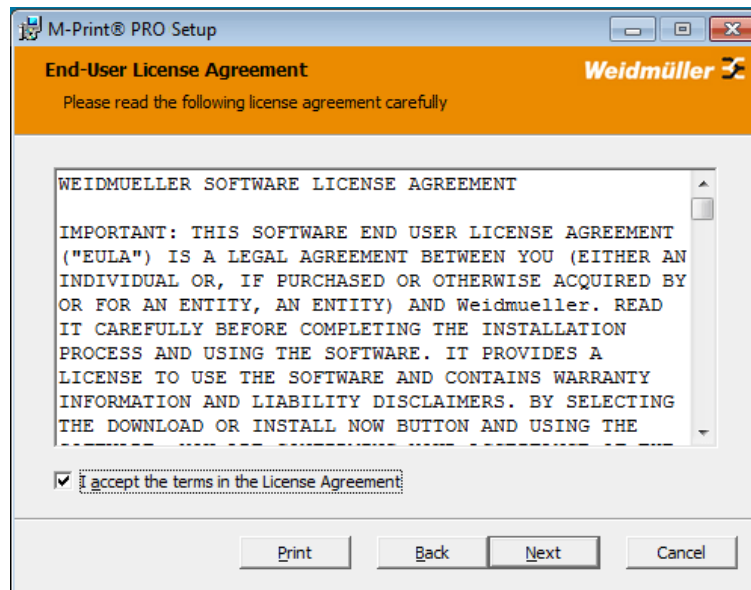 M-Print® PRO Setup
End-User License Agreement
Weidmüller
Please read the following license agreement carefully
WEIDMUELLER SOFTWARE LICENSE AGREEMENT
IMPORTANT: THIS SOFTWARE END USER LICENSE AGREEMENT
("EULA") IS A LEGAL AGREEMENT BETWEEN YOU (EITHER AN
INDIVIDUAL OR, IF PURCHASED OR OTHERWISE ACQUIRED BY
OR FOR AN ENTITY, AN ENTITY) AND Weidmueller. READ
IT CAREFULLY BEFORE COMPLETING THE INSTALLATION
PROCESS AND USING THE SOFTWARE. IT PROVIDES A
LICENSE TO USE THE SOFTWARE AND CONTAINS WARRANTY
INFORMATION AND LIABILITY DISCLAIMERS. BY SELECTING
THE DOWNLOAD OR INSTALL NOW BUTTON AND USING THE
I accept the terms in the License Agreement
Print
Back
Next
Cancel